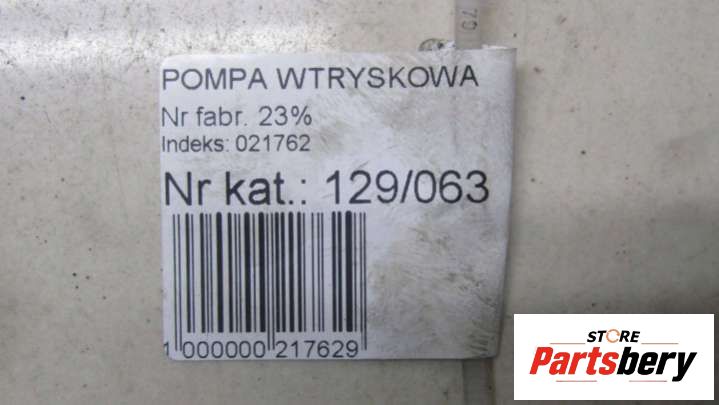 POMPA WTRYSKOWA
Nr fabr. 23%
Indeks: 021762
Nr kat.: 129/063
1 000000 217629
STORE
Partsbery